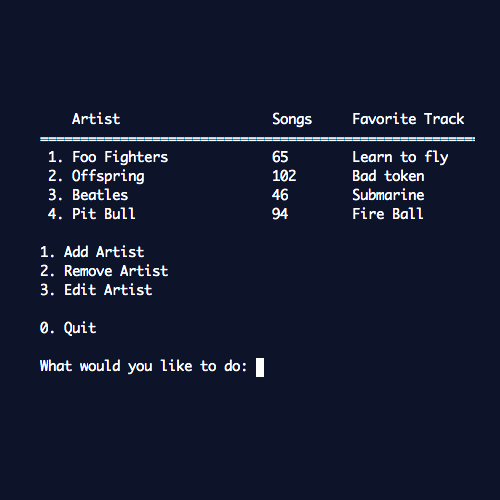 Artist Songs Favorite Track
======================================================
1. Foo Fighters 65 Learn to fly
2. Offspring 102 Bad token
3. Beatles 46 Submarine
4. Pit Bull 94 Fire Ball
1. Add Artist
2. Remove Artist
3. Edit Artist
0. Quit
What would you like to do: